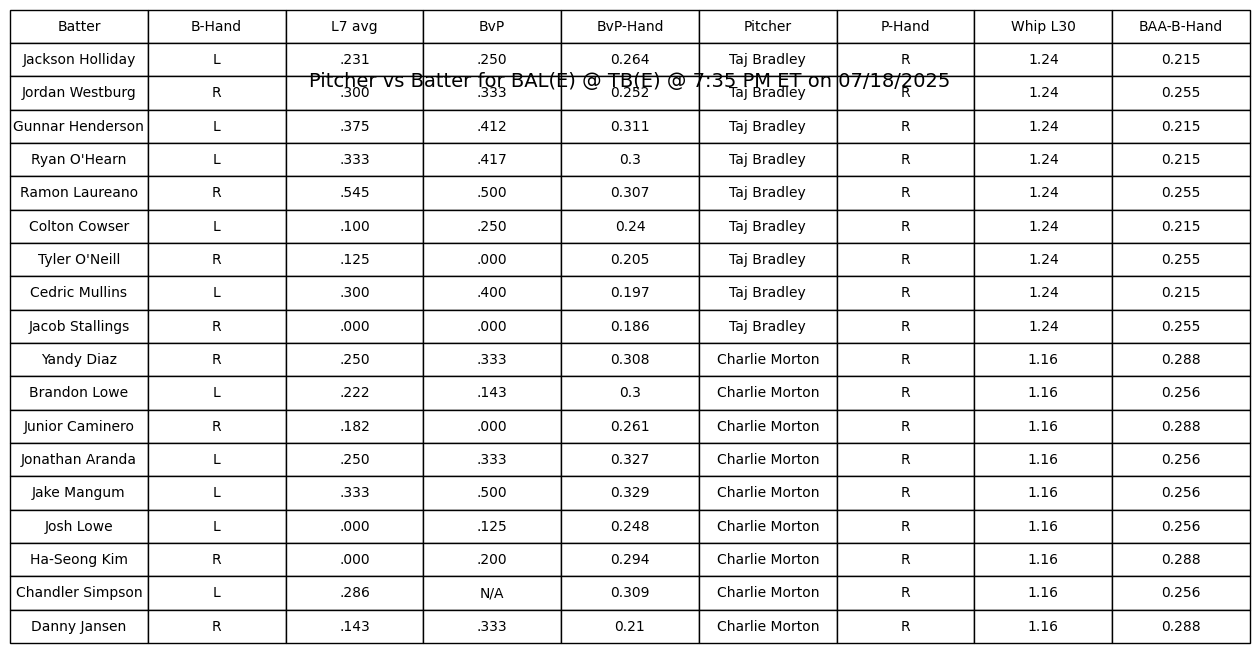 Batter B-Hand L7 avg BvP BvP-Hand Pitcher P-Hand Whip L30 BAA-B-Hand
Jackson Holliday L .231 .250 0.264 Taj Bradley R 1.24 0.215
Pitcher vs Batter for BAL(E) @ TB(E) @ 7:35 PM ET on 07/18/2025
Jordan Westburg R .300 .333 0.252 Taj Bradley R 1.24 0.255
Gunnar Henderson L .375 .412 0.311 Taj Bradley R 1.24 0.215
Ryan O'Hearn L .333 .417 0.3 Taj Bradley R 1.24 0.215
Ramon Laureano R .545 .500 0.307 Taj Bradley R 1.24 0.255
Colton Cowser L .100 .250 0.24 Taj Bradley R 1.24 0.215
Tyler O'Neill R .125 .000 0.205 Taj Bradley R 1.24 0.255
Cedric Mullins L .300 .400 0.197 Taj Bradley R 1.24 0.215
Jacob Stallings R .000 .000 0.186 Taj Bradley R 1.24 0.255
Yandy Diaz R .250 .333 0.308 Charlie Morton R 1.16 0.288
Brandon Lowe L .222 .143 0.3 Charlie Morton R 1.16 0.256
Junior Caminero R .182 .000 0.261 Charlie Morton R 1.16 0.288
Jonathan Aranda L .250 .333 0.327 Charlie Morton R 1.16 0.256
Jake Mangum L .333 .500 0.329 Charlie Morton R 1.16 0.256
Josh Lowe L .000 .125 0.248 Charlie Morton R 1.16 0.256
Ha-Seong Kim R .000 .200 0.294 Charlie Morton R 1.16 0.288
Chandler Simpson L .286 N/A 0.309 Charlie Morton R 1.16 0.256
Danny Jansen R .143 .333 0.21 Charlie Morton R 1.16 0.288